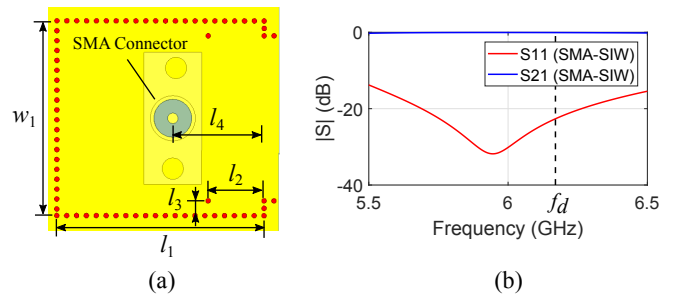 SMA Connector
w1
l4
l2
l3
l1
(a)
0
-20
-40
|S| (dB)
S11 (SMA-SIW)
S21 (SMA-SIW)
5.5
6
fd
6.5
Frequency (GHz)
(b)